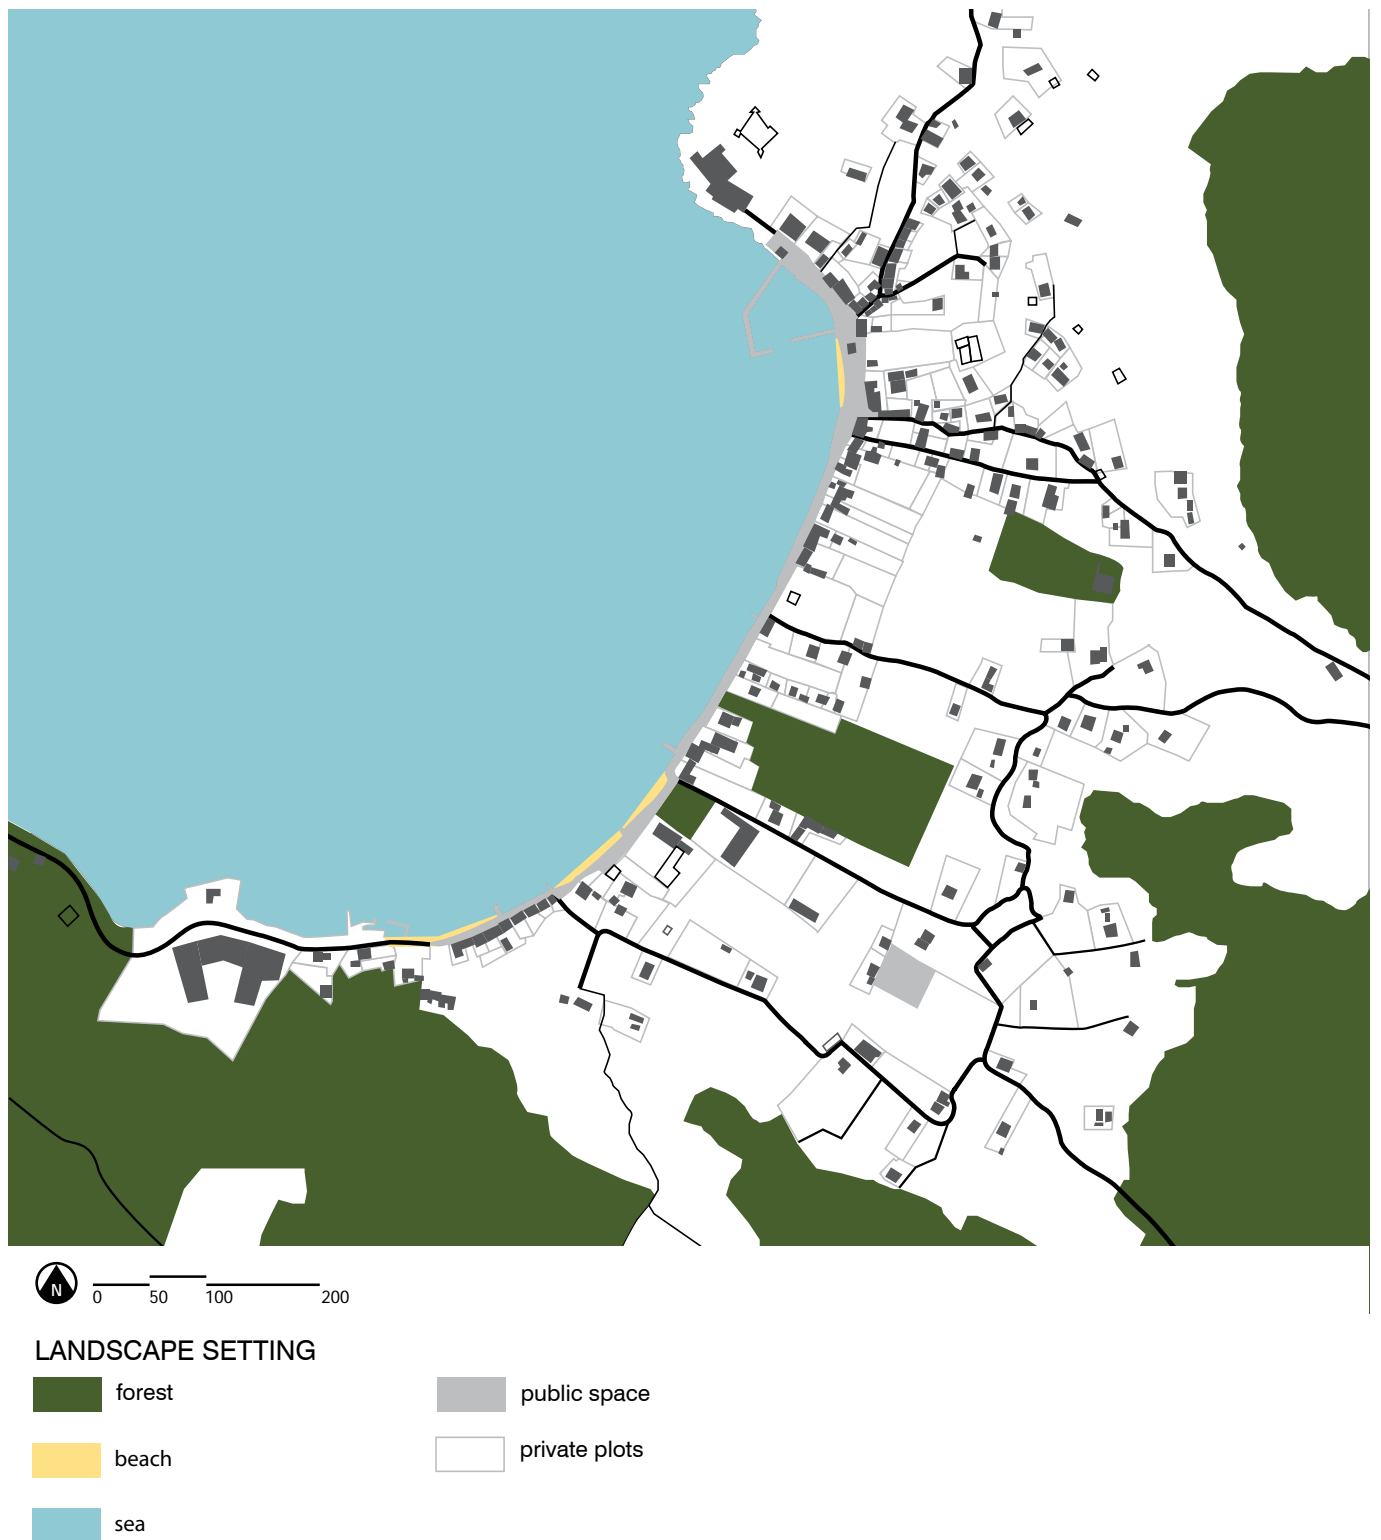 N
0 50 100 200
LANDSCAPE SETTING
forest
public space
beach
private plots
sea